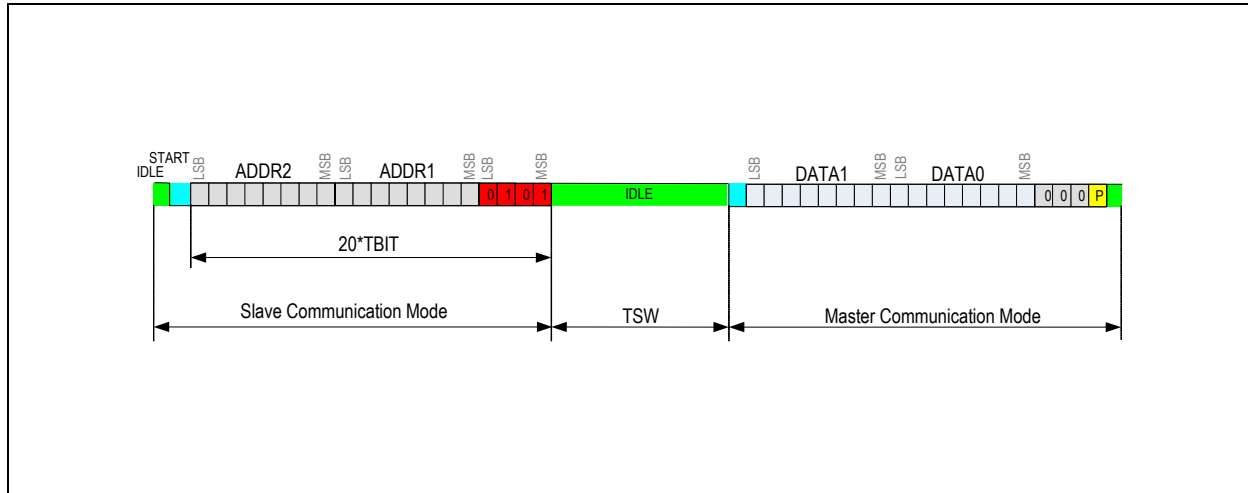 START
IDLE
LSB ADDR2 MSB LSB ADDR1 MSB LSB MSB LSB DATA1 MSB LSB DATA0 MSB
0 1 0 1 IDLE 0 0 0 P
20*TBIT
Slave Communication Mode TSW Master Communication Mode